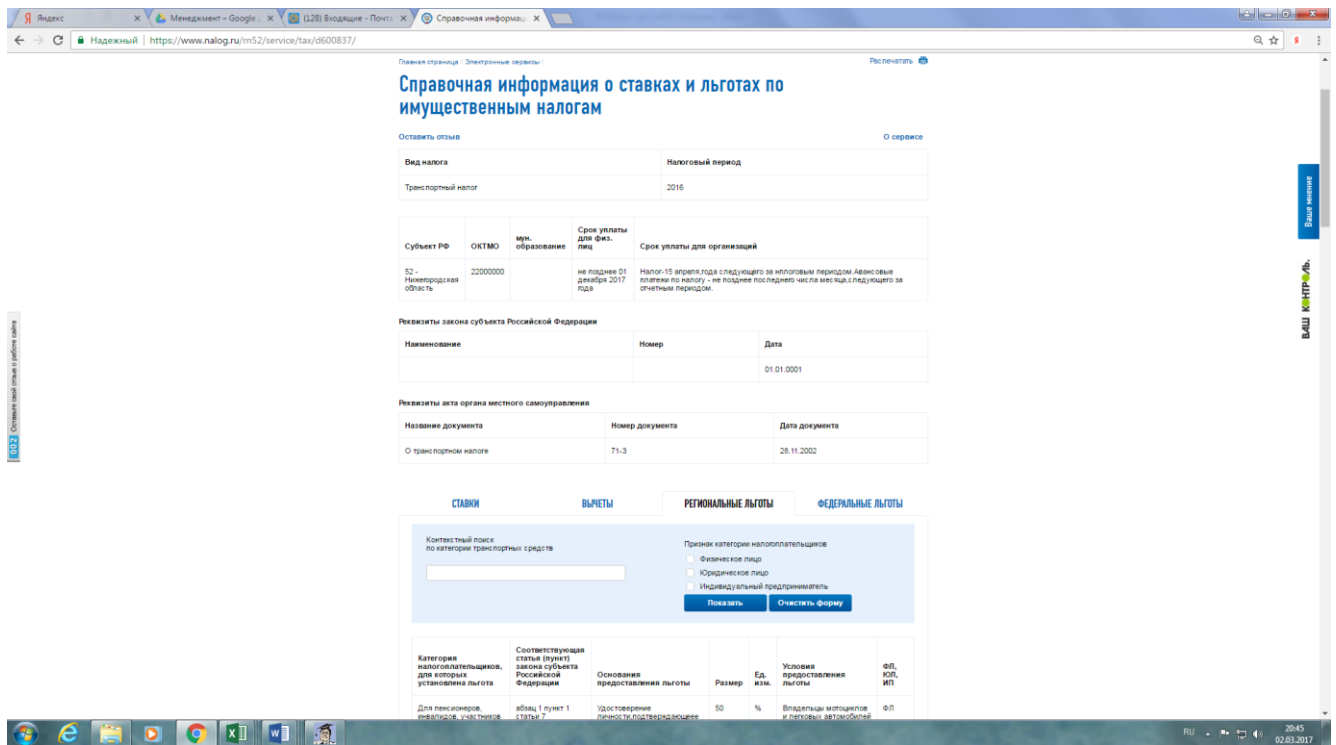 Яндекс
Менеджмент – Google
(128) Входящие - Почта
Справочная информаци
Надежный | https://www.nalog.ru/rn52/service/tax/d600837/
Главная страница / Электронные сервисы /
Распечатать
Справочная информация о ставках и льготах по
имущественным налогам
Оставить отзыв
О сервисе
Вид налога
Налоговый период
Транспортный налог
2016
Субъект РФ
ОКТМО
мун.
образование
Срок уплаты
для физ.
лиц
Срок уплаты для организаций
52 -
Нижегородская
область
22000000
не позднее 01
декабря 2017
года
Налог-15 апреля,года следующего за нплоговым периодом.Авансовые
платежи по налогу - не позднее последнего числа месяца,следующего за
отчетным периодом.
Реквизиты закона субъекта Российской Федерации
Наименование
Номер
Дата
01.01.0001
Реквизиты акта органа местного самоуправления
Название документа
Номер документа
Дата документа
О транспортном налоге
71-З
28.11.2002
СТАВКИ
ВЫЧЕТЫ
РЕГИОНАЛЬНЫЕ ЛЬГОТЫ
ФЕДЕРАЛЬНЫЕ ЛЬГОТЫ
Контекстный поиск
по категории транспортных средств
Признак категории налогоплательщиков
Физическое лицо
Юридическое лицо
Индивидуальный предприниматель
Показать
Очистить форму
Категория
налогоплательщиков,
для которых
установлена льгота
Соответствующая
статья (пункт)
закона субъекта
Российской
Федерации
Основания
предоставления льготы
Размер
Ед.
изм.
Условия
предоставления
льготы
ФЛ,
ЮЛ,
ИП
Для пенсионеров,
инвалидов, участников
абзац 1 пункт 1
статьи 7
Удостоверение
личности,подтверждающее
50
%
Владельцы мотоциклов
и легковых автомобилей
ФЛ
Ваше мнение
ВАШ КОНТРОЛЬ.
002 Оставьте свой отзыв о работе сайта
RU
20:45
02.03.2017